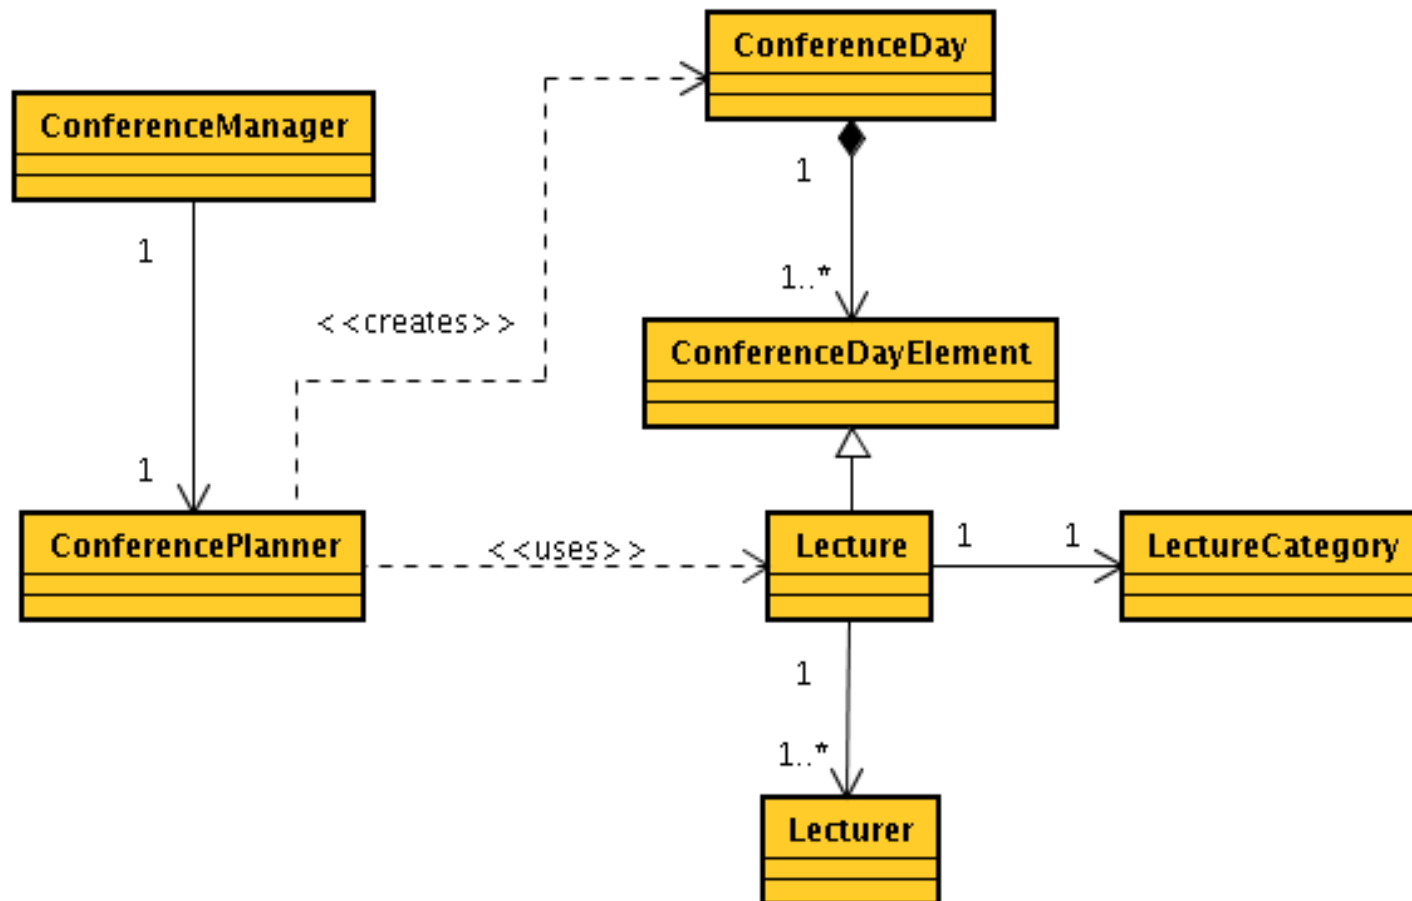 ConferenceDay
ConferenceManager
1
1
1..*
<<creates>>
ConferenceDayElement
1
ConferencePlanner
<<uses>>
Lecture
1
1
LectureCategory
1
1..*
Lecturer